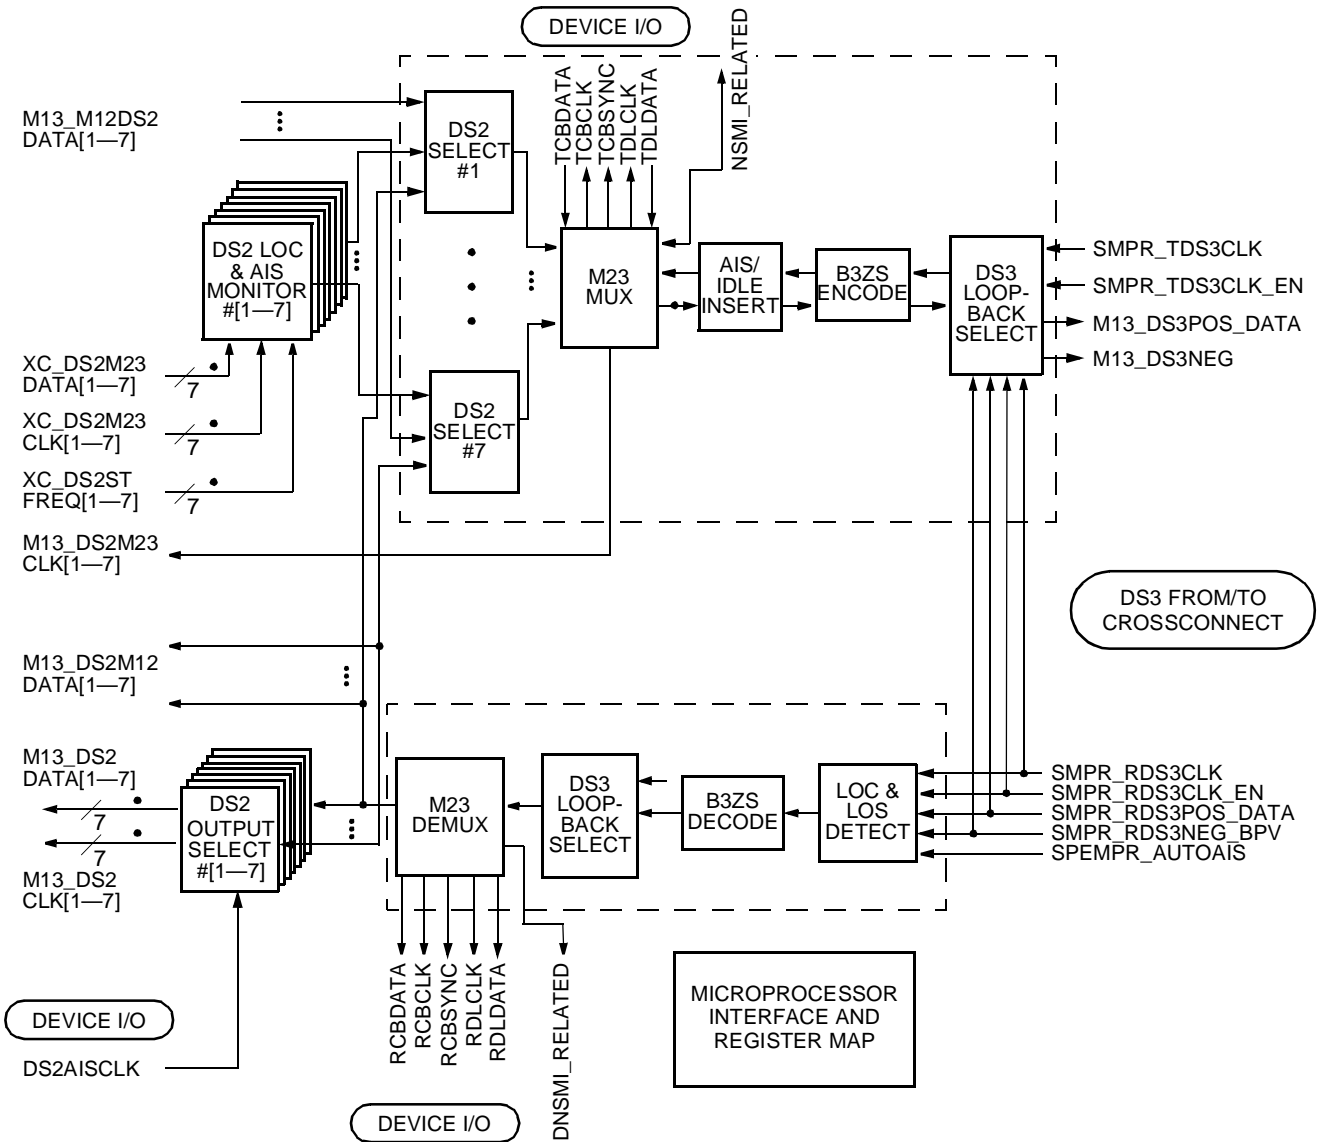 DEVICE I/O
M13_M12DS2
DATA[1—7]
DS2
SELECT
#1
TCBDATA
TCBCLK
TCBSYNC
TDLCLK
TDLDATA
NSMI_RELATED
DS2 LOC
& AIS
MONITOR
#[1—7]
M23
MUX
AIS/
IDLE
INSERT
B3ZS
ENCODE
DS3
LOOP-
BACK
SELECT
SMPR_TDS3CLK
SMPR_TDS3CLK_EN
M13_DS3POS_DATA
M13_DS3NEG
XC_DS2M23
DATA[1—7]
7
XC_DS2M23
CLK[1—7]
7
XC_DS2ST
FREQ[1—7]
7
DS2
SELECT
#7
M13_DS2M23
CLK[1—7]
DS3 FROM/TO
CROSSCONNECT
M13_DS2M12
DATA[1—7]
M13_DS2
DATA[1—7]
7
7
M13_DS2
CLK[1—7]
DS2
OUTPUT
SELECT
#[1—7]
M23
DEMUX
DS3
LOOP-
BACK
SELECT
B3ZS
DECODE
LOC &
LOS
DETECT
SMPR_RDS3CLK
SMPR_RDS3CLK_EN
SMPR_RDS3POS_DATA
SMPR_RDS3NEG_BPV
SPEMPR_AUTOAIS
RCBDATA
RCBCLK
RCBSYNC
RDLCLK
RDLDATA
DNSMI_RELATED
MICROPROCESSOR
INTERFACE AND
REGISTER MAP
DEVICE I/O
DS2AISCLK
DEVICE I/O